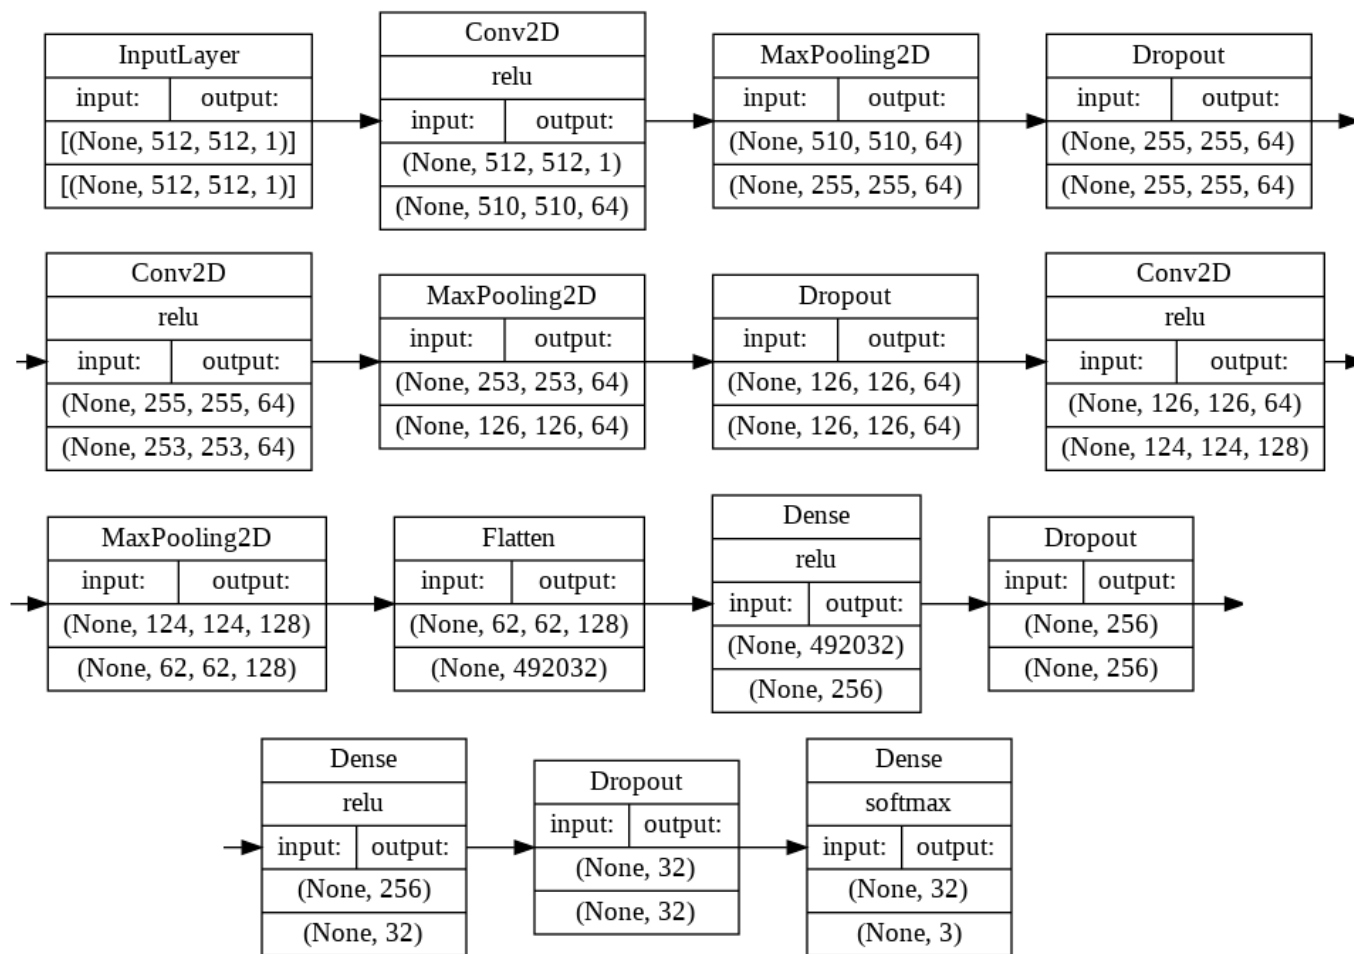 InputLayer
input: output:
[(None, 512, 512, 1)]
[(None, 512, 512, 1)]
Conv2D
relu
input: output:
(None, 512, 512, 1)
(None, 510, 510, 64)
MaxPooling2D
input: output:
(None, 510, 510, 64)
(None, 255, 255, 64)
Dropout
input: output:
(None, 255, 255, 64)
(None, 255, 255, 64)
Conv2D
relu
input: output:
(None, 255, 255, 64)
(None, 253, 253, 64)
MaxPooling2D
input: output:
(None, 253, 253, 64)
(None, 126, 126, 64)
Dropout
input: output:
(None, 126, 126, 64)
(None, 126, 126, 64)
Conv2D
relu
input: output:
(None, 126, 126, 64)
(None, 124, 124, 128)
MaxPooling2D
input: output:
(None, 124, 124, 128)
(None, 62, 62, 128)
Flatten
input: output:
(None, 62, 62, 128)
(None, 492032)
Dense
relu
input: output:
(None, 492032)
(None, 256)
Dropout
input: output:
(None, 256)
(None, 256)
Dense
relu
input: output:
(None, 256)
(None, 32)
Dropout
input: output:
(None, 32)
(None, 32)
Dense
softmax
input: output:
(None, 32)
(None, 3)